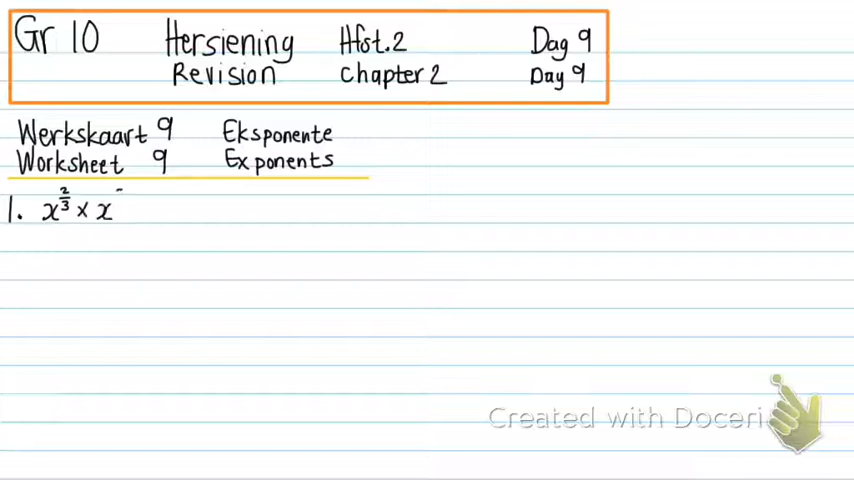 Gr 10 Hersiening Hfst.2 Dag 9
Revision Chapter 2 Day 9
Werkskaart 9 Eksponente
Worksheet 9 Exponents
1. x^{2/3} × x
Created with Doceri